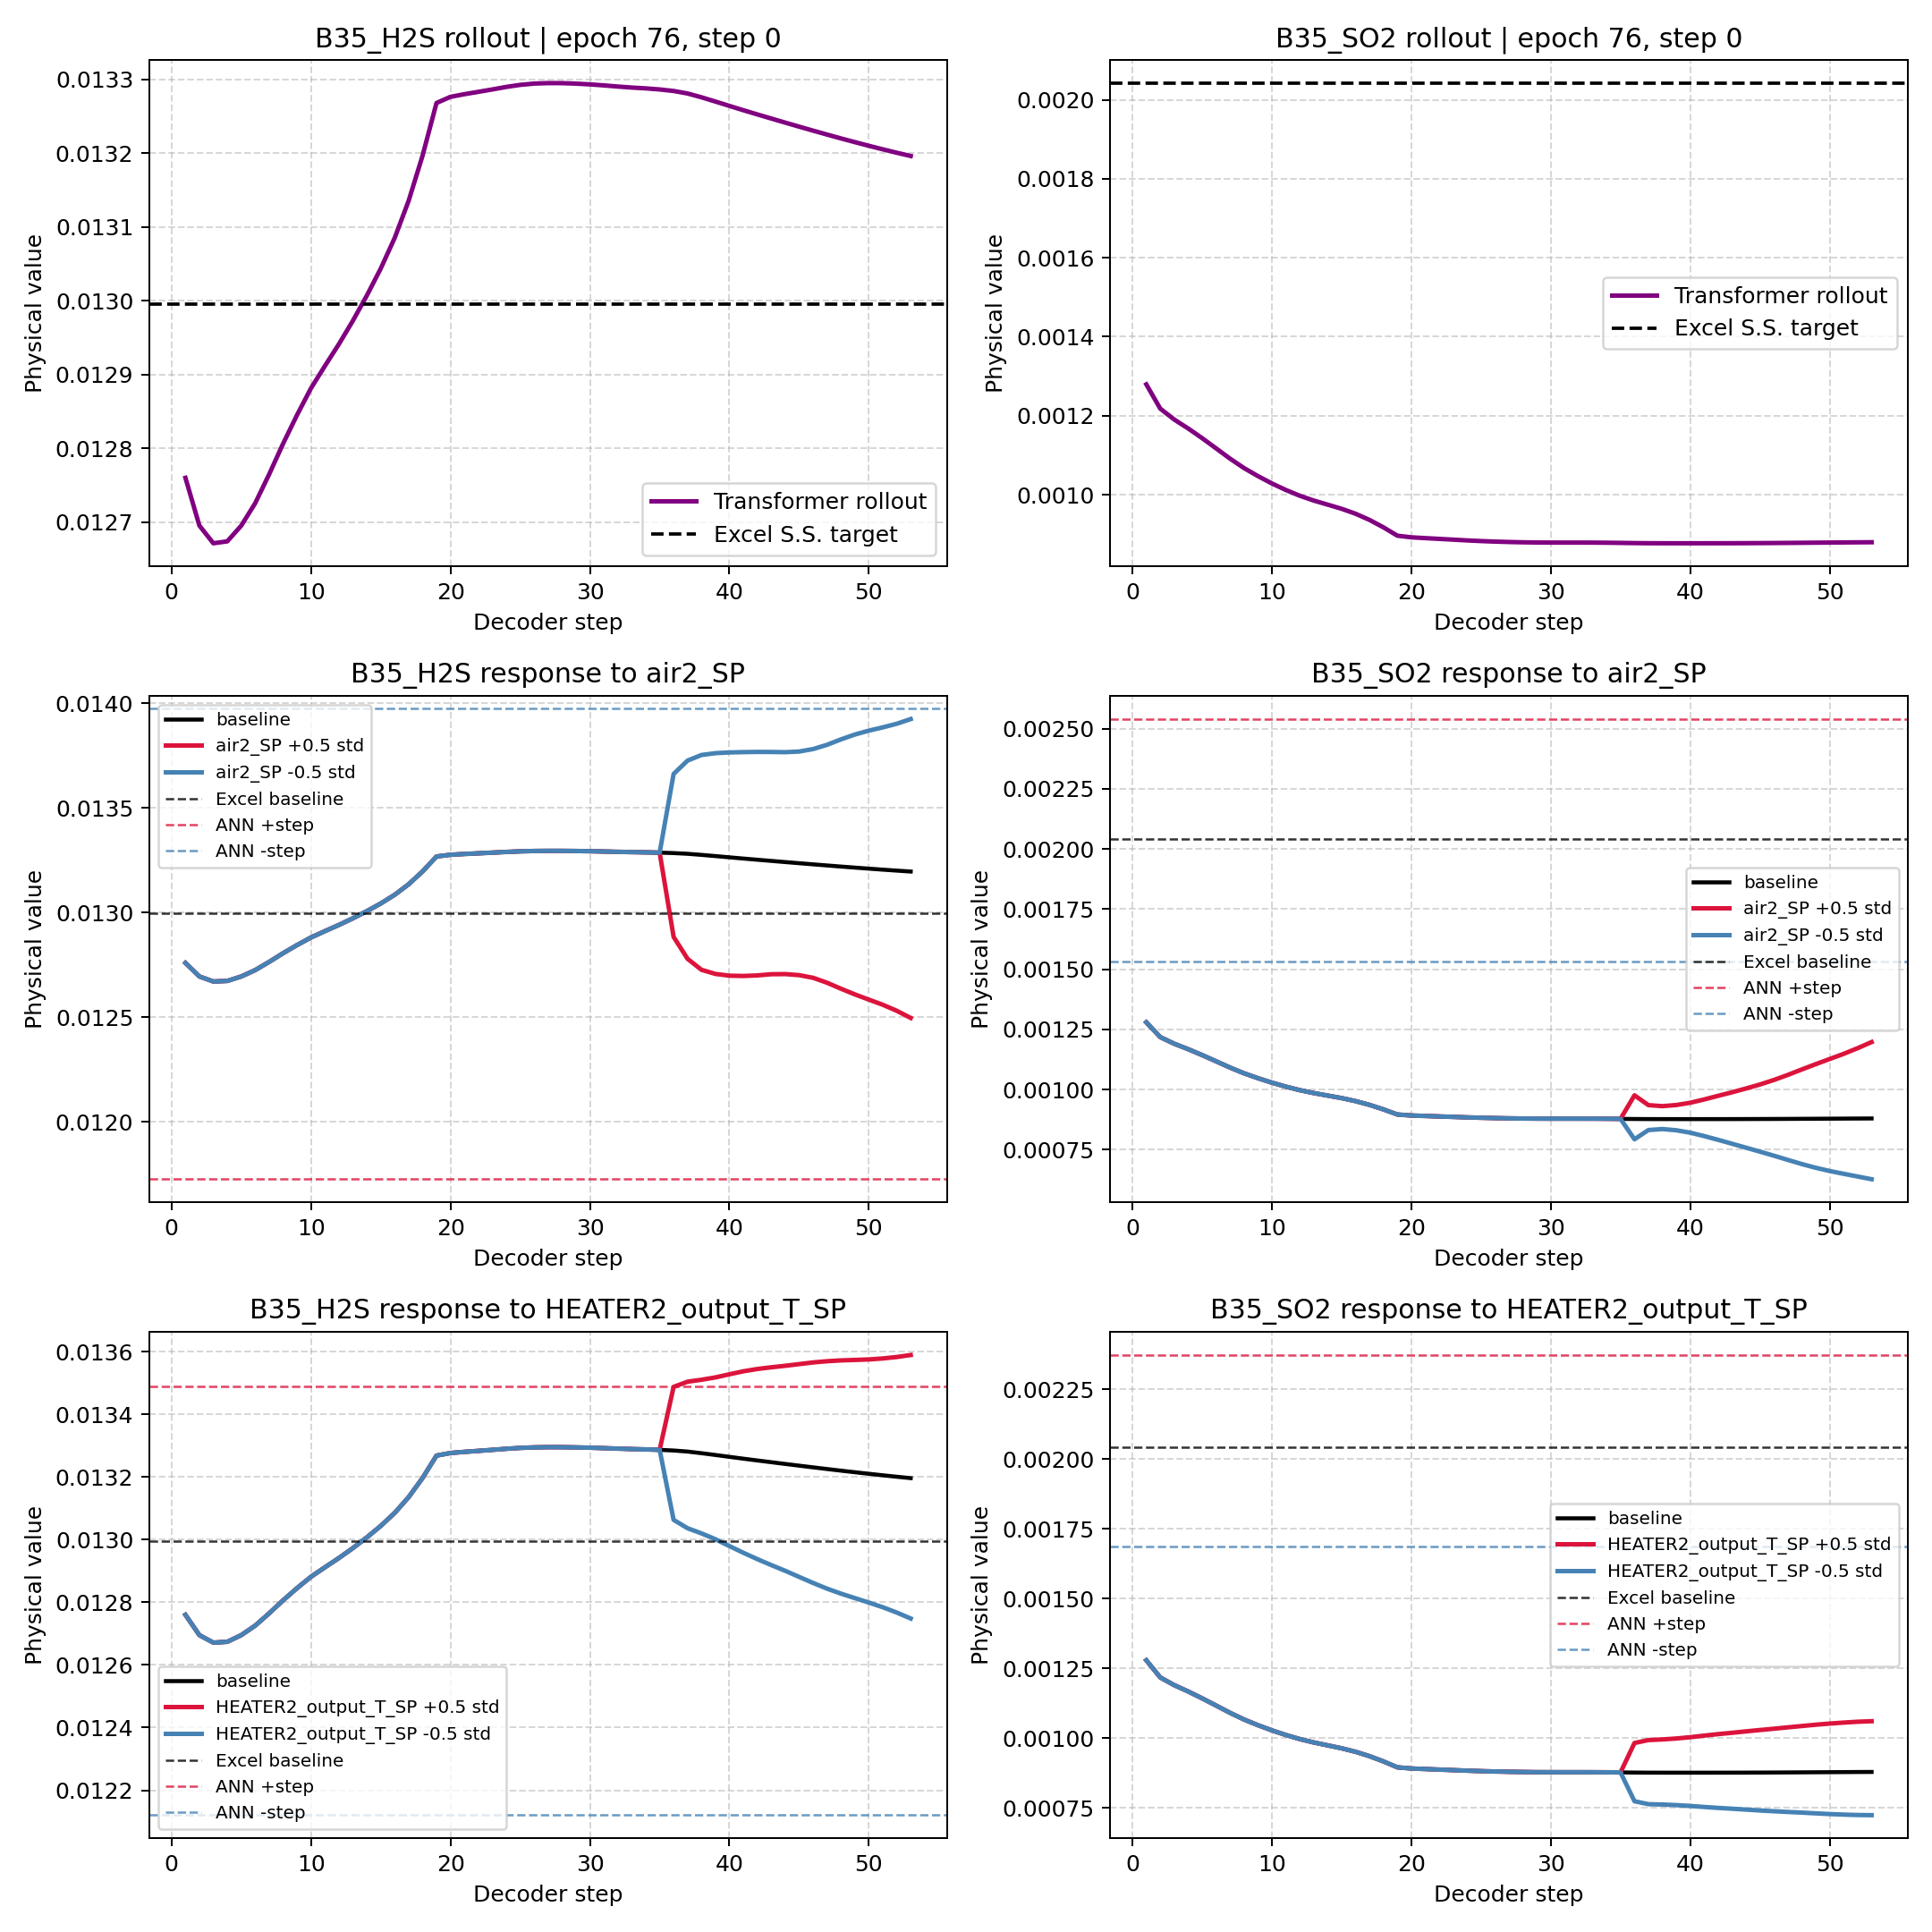 B35_H2S rollout | epoch 76, step 0
Physical value
0.0133
0.0132
0.0131
0.0130
0.0129
0.0128
0.0127
Transformer rollout
Excel S.S. target
0 10 20 30 40 50
Decoder step
B35_SO2 rollout | epoch 76, step 0
Physical value
0.0020
0.0018
0.0016
0.0014
0.0012
0.0010
Transformer rollout
Excel S.S. target
0 10 20 30 40 50
Decoder step
B35_H2S response to air2_SP
Physical value
0.0140
0.0135
0.0130
0.0125
0.0120
baseline
air2_SP +0.5 std
air2_SP -0.5 std
Excel baseline
ANN +step
ANN -step
0 10 20 30 40 50
Decoder step
B35_SO2 response to air2_SP
Physical value
0.00250
0.00225
0.00200
0.00175
0.00150
0.00125
0.00100
0.00075
baseline
air2_SP +0.5 std
air2_SP -0.5 std
Excel baseline
ANN +step
ANN -step
0 10 20 30 40 50
Decoder step
B35_H2S response to HEATER2_output_T_SP
Physical value
0.0136
0.0134
0.0132
0.0130
0.0128
0.0126
0.0124
0.0122
baseline
HEATER2_output_T_SP +0.5 std
HEATER2_output_T_SP -0.5 std
Excel baseline
ANN +step
ANN -step
0 10 20 30 40 50
Decoder step
B35_SO2 response to HEATER2_output_T_SP
Physical value
0.00225
0.00200
0.00175
0.00150
0.00125
0.00100
0.00075
baseline
HEATER2_output_T_SP +0.5 std
HEATER2_output_T_SP -0.5 std
Excel baseline
ANN +step
ANN -step
0 10 20 30 40 50
Decoder step